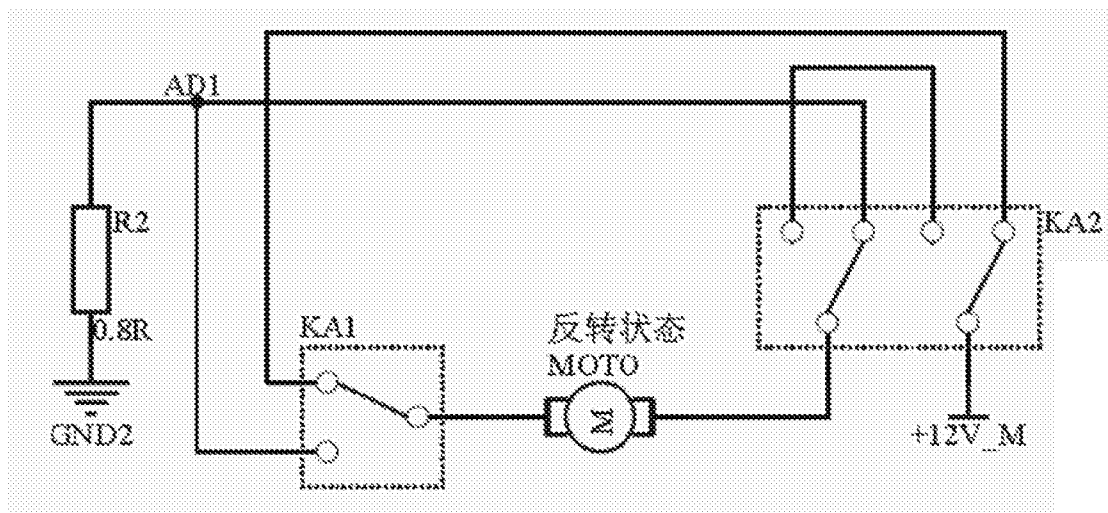 AD1
R2
KA2
0.8R
KA1
反转状态
MOTO
M
GND2
+12V_M